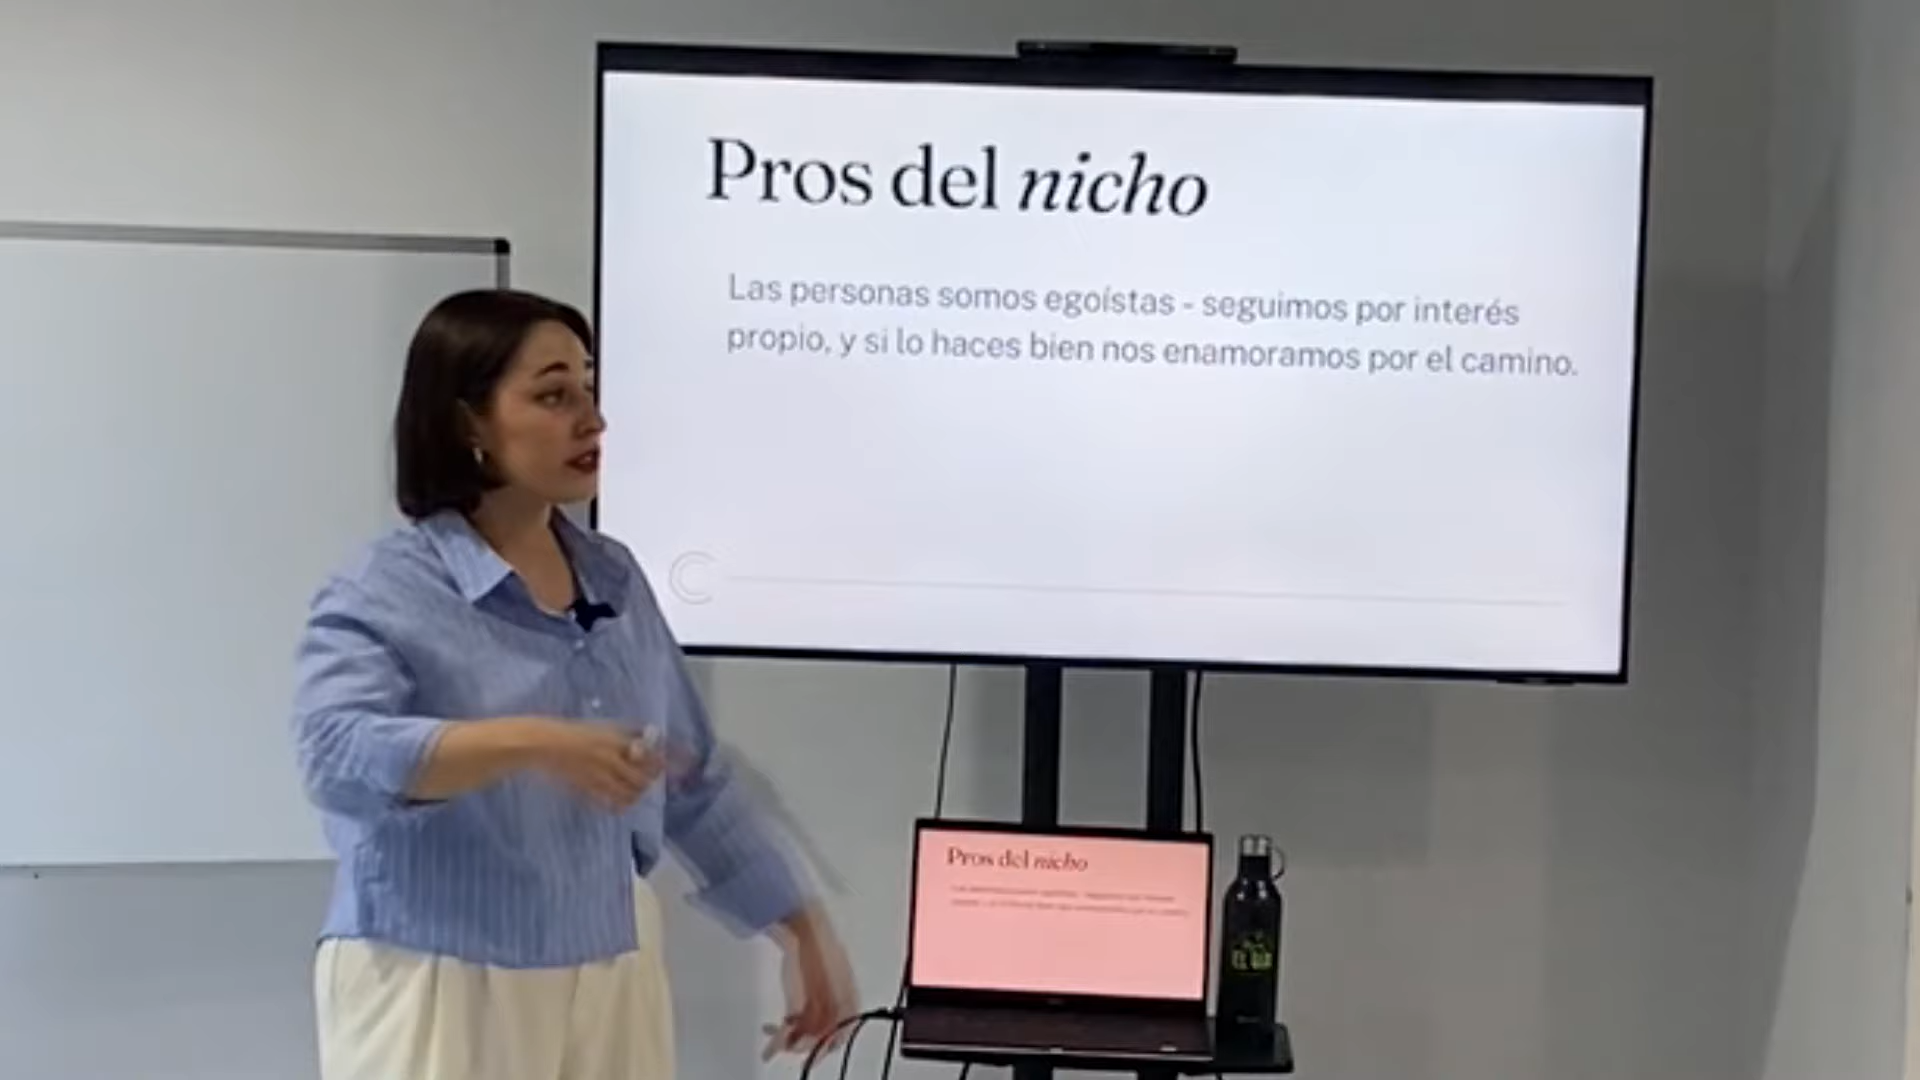 Pros del nicho
Las personas somos egoístas - seguimos por interés
propio, y si lo haces bien nos enamoramos por el camino.
Pros del nicho